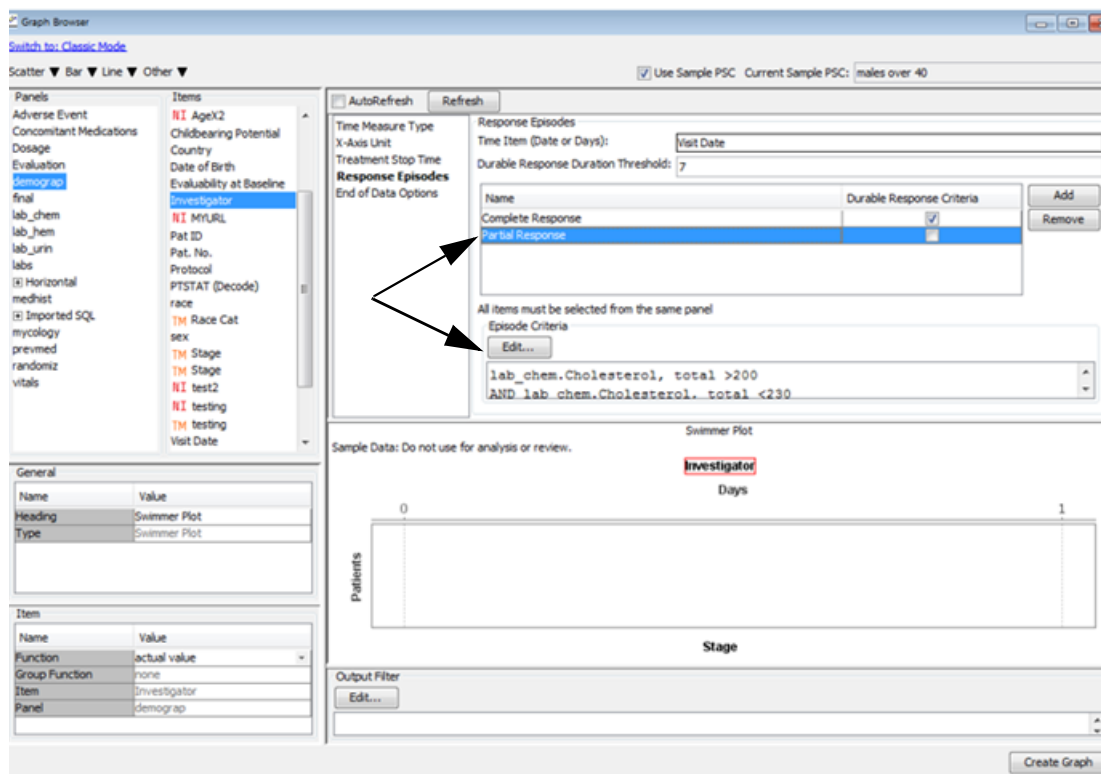 Graph Browser
Switch to: Classic Mode
Scatter ▼ Bar ▼ Line ▼ Other ▼
Use Sample PSC Current Sample PSC: males over 40
Panels
Adverse Event
Concomitant Medications
Dosage
Evaluation
demograp
final
lab_chem
lab_hem
lab_urin
labs
Horizontal
medhist
Imported SQL
mycology
prevmed
randomiz
vitals
Items
NI AgeX2
Childbearing Potential
Country
Date of Birth
Evaluability at Baseline
Investigator
NI MYURL
Pat ID
Pat. No.
Protocol
PTSTAT (Decode)
race
TM Race Cat
sex
TM Stage
TM Stage
NI test2
NI testing
TM testing
Visit Date
AutoRefresh Refresh
Time Measure Type
X-Axis Unit
Treatment Stop Time
Response Episodes
End of Data Options
Response Episodes
Time Item (Date or Days): Visit Date
Durable Response Duration Threshold: 7
Name Durable Response Criteria
Complete Response
Partial Response
Add
Remove
All items must be selected from the same panel
Episode Criteria
Edit...
lab_chem.Cholesterol, total >200
AND lab_chem.Cholesterol, total <230
General
Name Value
Heading Swimmer Plot
Type Swimmer Plot
Item
Name Value
Function actual value
Group Function none
Item Investigator
Panel demograp
Swimmer Plot
Sample Data: Do not use for analysis or review.
Investigator
Days
0 1
Patients
Stage
Output Filter
Edit...
Create Graph